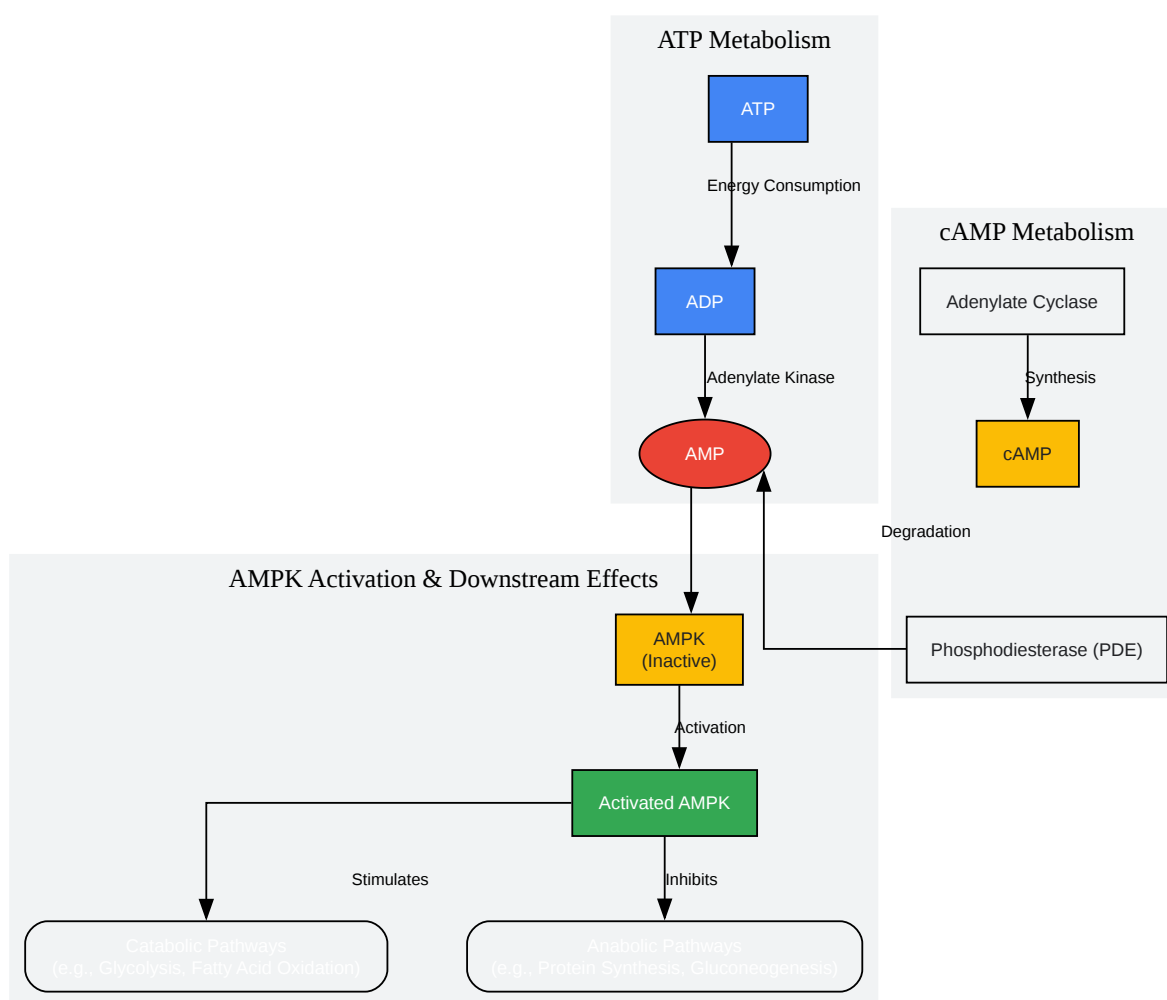 ATP Metabolism
ATP
Energy Consumption
cAMP Metabolism
ADP
Adenylate Cyclase
Adenylate Kinase
Synthesis
AMP
cAMP
Degradation
AMPK Activation & Downstream Effects
AMPK
(Inactive)
Phosphodiesterase (PDE)
Activation
Activated AMPK
Stimulates
Inhibits
Catabolic Pathways
(e.g., Glycolysis, Fatty Acid Oxidation)
Anabolic Pathways
(e.g., Protein Synthesis, Gluconeogenesis)